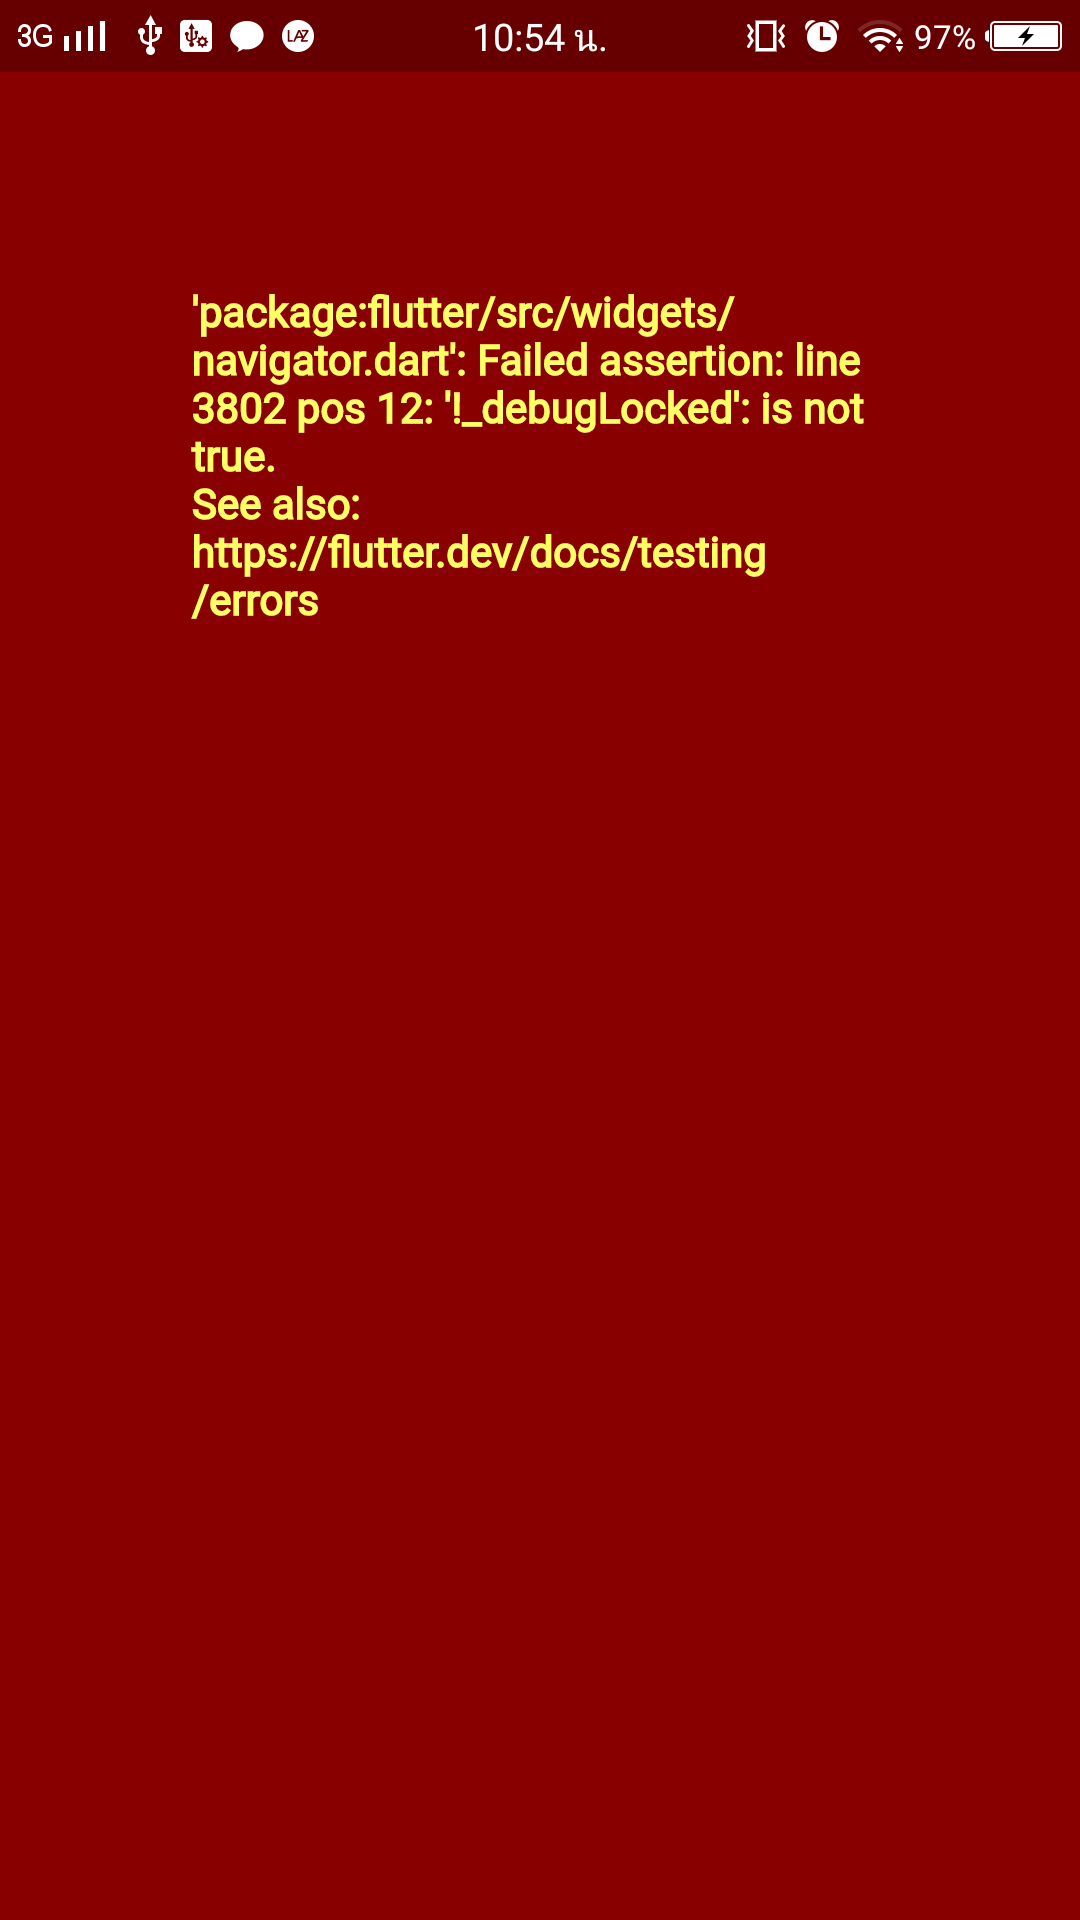 3G LAZ 10:54 น. 97%
'package:flutter/src/widgets/
navigator.dart': Failed assertion: line
3802 pos 12: '!_debugLocked': is not
true.
See also:
https://flutter.dev/docs/testing
/errors